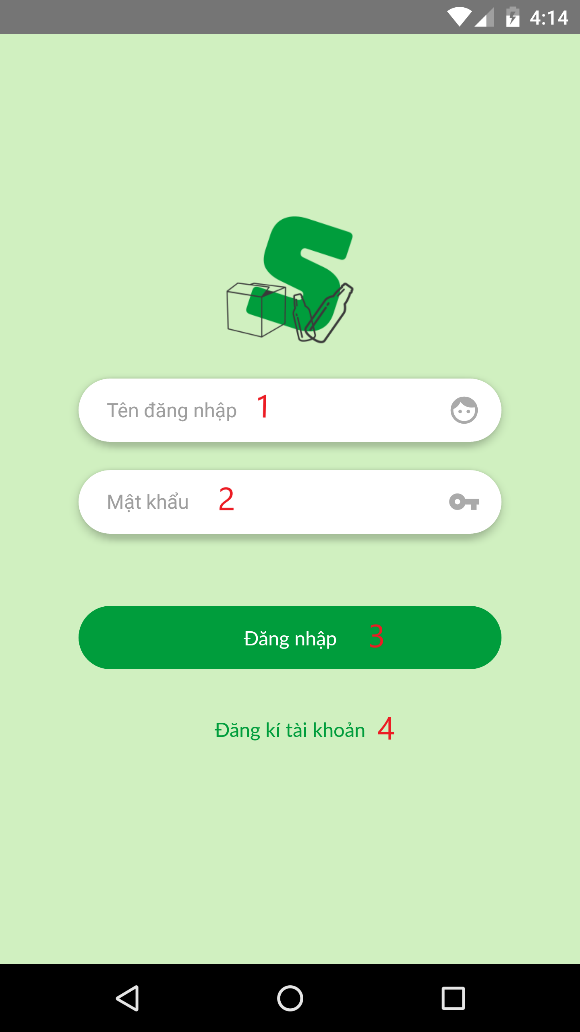 4:14
S
Tên đăng nhập 1
Mật khẩu 2
Đăng nhập 3
Đăng kí tài khoản 4